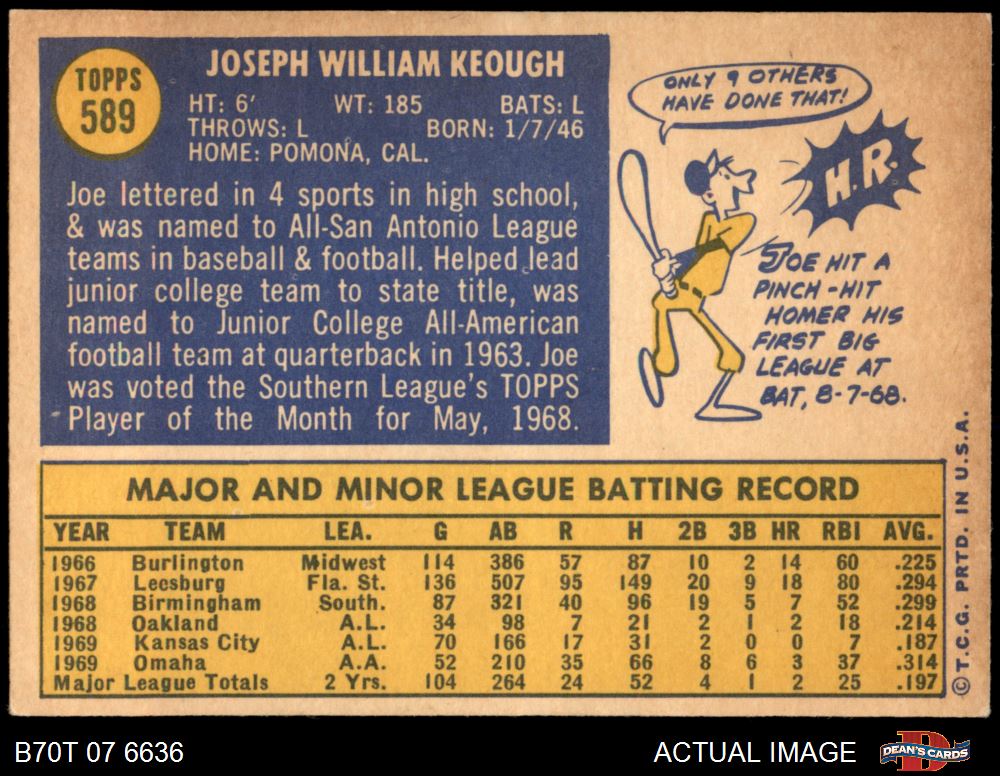 TOPPS
589
JOSEPH WILLIAM KEOUGH
HT: 6' WT: 185 BATS: L
THROWS: L BORN: 1/7/46
HOME: POMONA, CAL.
Joe lettered in 4 sports in high school,
& was named to All-San Antonio League
teams in baseball & football. Helped lead
junior college team to state title, was
named to Junior College All-American
football team at quarterback in 1963. Joe
was voted the Southern League's TOPPS
Player of the Month for May, 1968.
ONLY 9 OTHERS
HAVE DONE THAT!
H.R.
JOE HIT A
PINCH-HIT
HOMER HIS
FIRST BIG
LEAGUE AT
BAT, 8-7-68.
MAJOR AND MINOR LEAGUE BATTING RECORD
YEAR TEAM LEA. G AB R H 2B 3B HR RBI AVG.
1966 Burlington Midwest 114 386 57 87 10 2 14 60 .225
1967 Leesburg Fla. St. 136 507 95 149 20 9 18 80 .294
1968 Birmingham South. 87 321 40 96 19 5 7 52 .299
1968 Oakland A.L. 34 98 7 21 2 1 2 18 .214
1969 Kansas City A.L. 70 166 17 31 2 0 0 7 .187
1969 Omaha A.A. 52 210 35 66 8 6 3 37 .314
Major League Totals 2 Yrs. 104 264 24 52 4 1 2 25 .197
© T.C.G. PRTD. IN U.S.A.
B70T 07 6636
ACTUAL IMAGE
D
DEAN'S CARDS